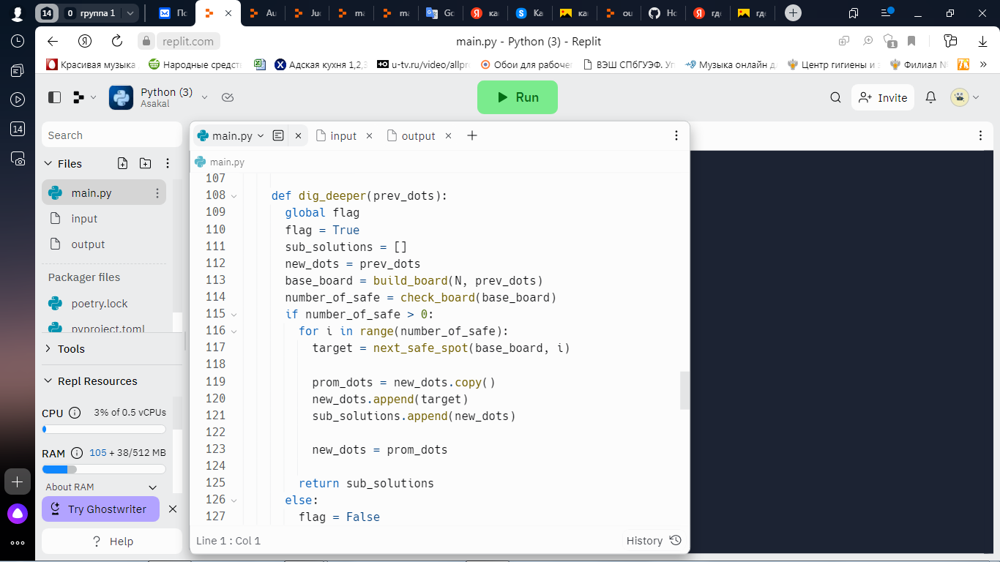 14 0 группа 1 По Au Juc ma ma Go ка Ka ка ou Но гд гд
replit.com main.py - Python (3) - Replit 1
Красивая музыка Народные средст Адская кухня 1,2,3 u-tv.ru/video/allpr Обои для рабоче ВЭШ СПбГУЭФ. Уп Музыка онлайн д Центр гигиены и з Филиал №
Python (3)
Asakal
Run
Invite
14
Search
Files
main.py
input
output
Packager files
poetry.lock
pyproject.toml
Tools
Repl Resources
CPU 3% of 0.5 vCPUs
RAM 105 + 38/512 MB
About RAM
Try Ghostwriter
Help
main.py input output
main.py
107
108 def dig_deeper(prev_dots):
109 global flag
110 flag = True
111 sub_solutions = []
112 new_dots = prev_dots
113 base_board = build_board(N, prev_dots)
114 number_of_safe = check_board(base_board)
115 if number_of_safe > 0:
116 for i in range(number_of_safe):
117 target = next_safe_spot(base_board, i)
118
119 prom_dots = new_dots.copy()
120 new_dots.append(target)
121 sub_solutions.append(new_dots)
122
123 new_dots = prom_dots
124
125 return sub_solutions
126 else:
127 flag = False
Line 1 : Col 1 History